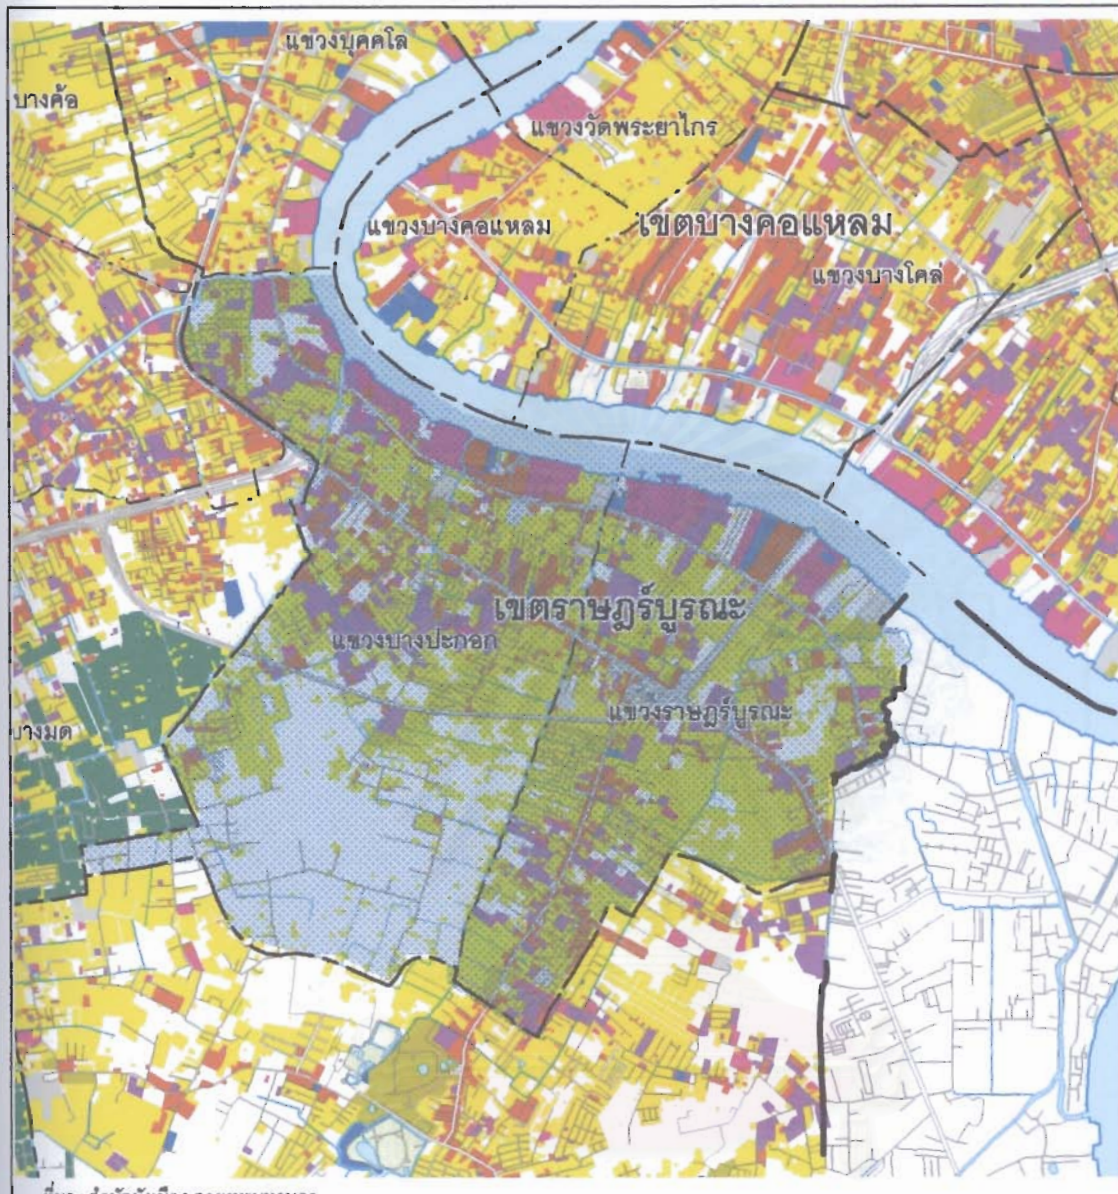 แขวงบุคคโล
บางค้อ
แขวงวัดพระยาไกร
แขวงบางคอแหลม
เขตบางคอแหลม
แขวงบางโคล่
เขตราษฎร์บูรณะ
แขวงบางปะกอก
แขวงราษฎร์บูรณะ
บางมด